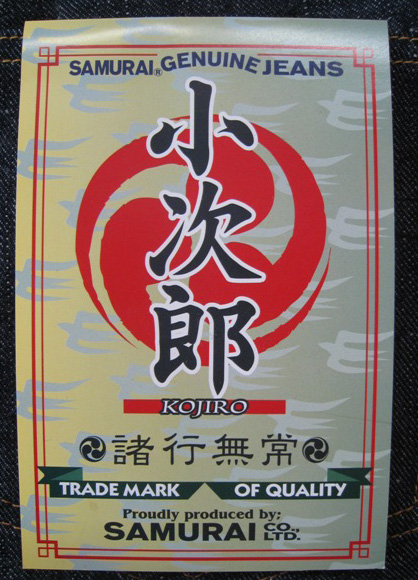 SAMURAI® GENUINE JEANS
小次郎
KOJIRO
諸行無常
TRADE MARK OF QUALITY
Proudly produced by;
SAMURAI CO., LTD.